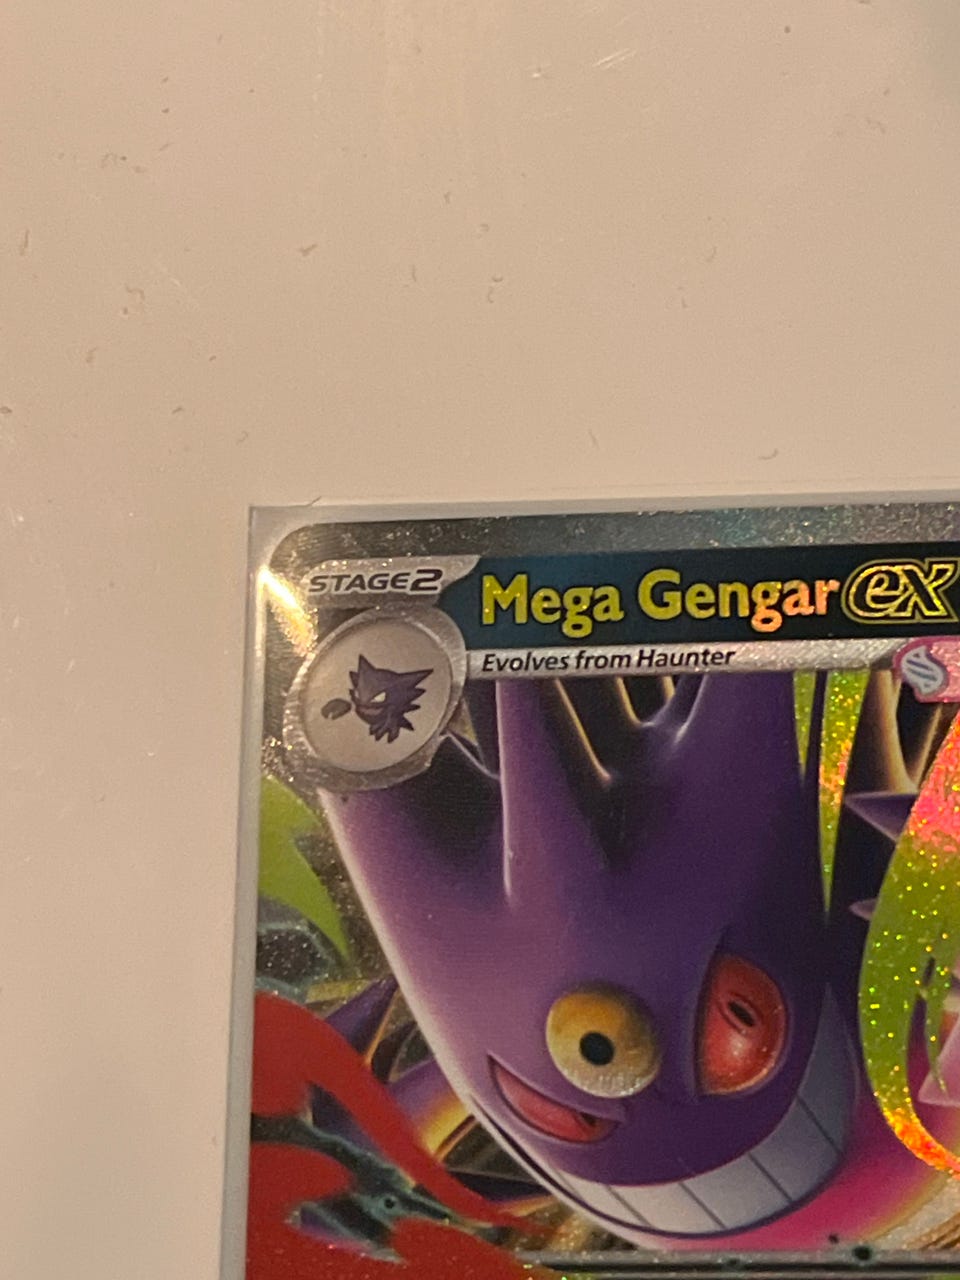 STAGE2
Mega Gengar ex
Evolves from Haunter